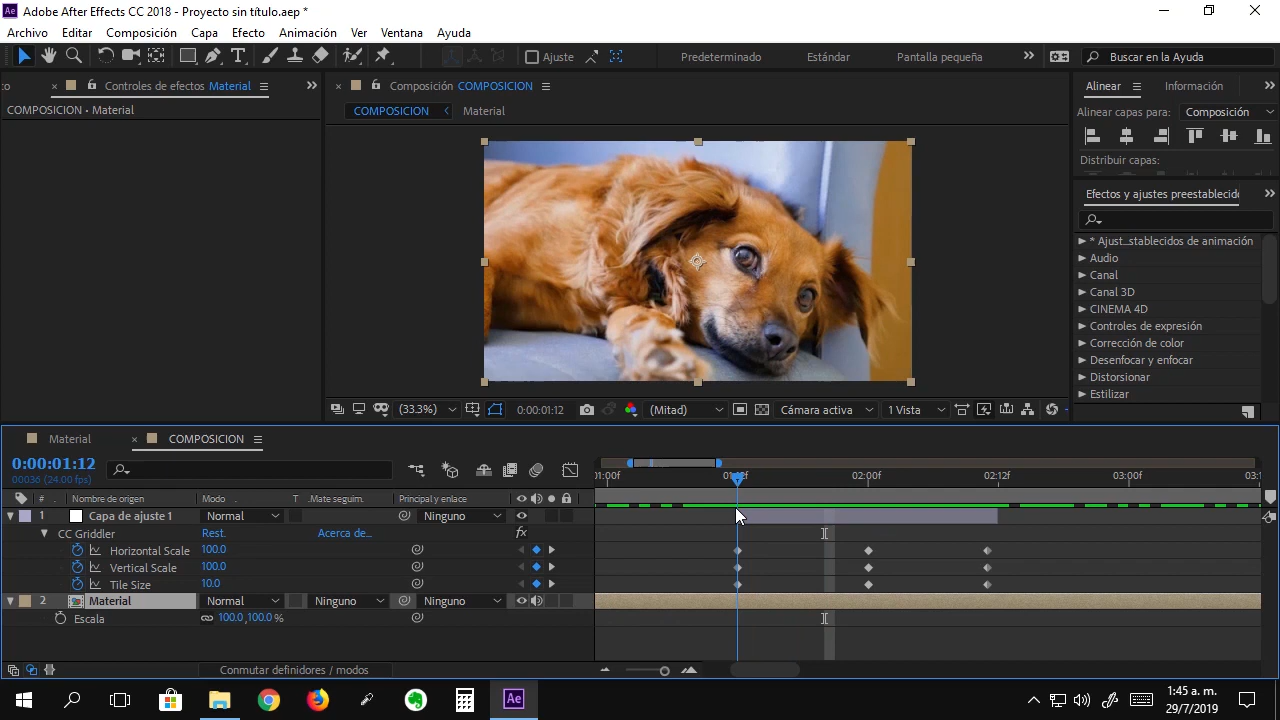 Ae Adobe After Effects CC 2018 - Proyecto sin título.aep *
Archivo Editar Composición Capa Efecto Animación Ver Ventana Ayuda
Ajuste Predeterminado Estándar Pantalla pequeña Buscar en la Ayuda
to Controles de efectos Material
COMPOSICION • Material
Composición COMPOSICION
COMPOSICION Material
Alinear Información
Alinear capas para: Composición
Distribuir capas:
Efectos y ajustes preestablecid
* Ajust...stablecidos de animación
Audio
Canal
Canal 3D
CINEMA 4D
Controles de expresión
Corrección de color
Desenfocar y enfocar
Distorsionar
Estilizar
(33.3%) 0:00:01:12 (Mitad) Cámara activa 1 Vista
Material COMPOSICION
0:00:01:12
00036 (24.00 fps)
):00f 01:12f 02:00f 02:12f 03:00f 03:1
# Nombre de origen Modo T .Mate seguim. Principal y enlace
1 Capa de ajuste 1 Normal Ninguno
CC Griddler Rest. Acerca de... fx
Horizontal Scale 100.0
Vertical Scale 100.0
Tile Size 10.0
2 Material Normal Ninguno Ninguno
Escala 100.0,100.0 %
Conmutar definidores / modos
Ae
1:45 a. m.
29/7/2019